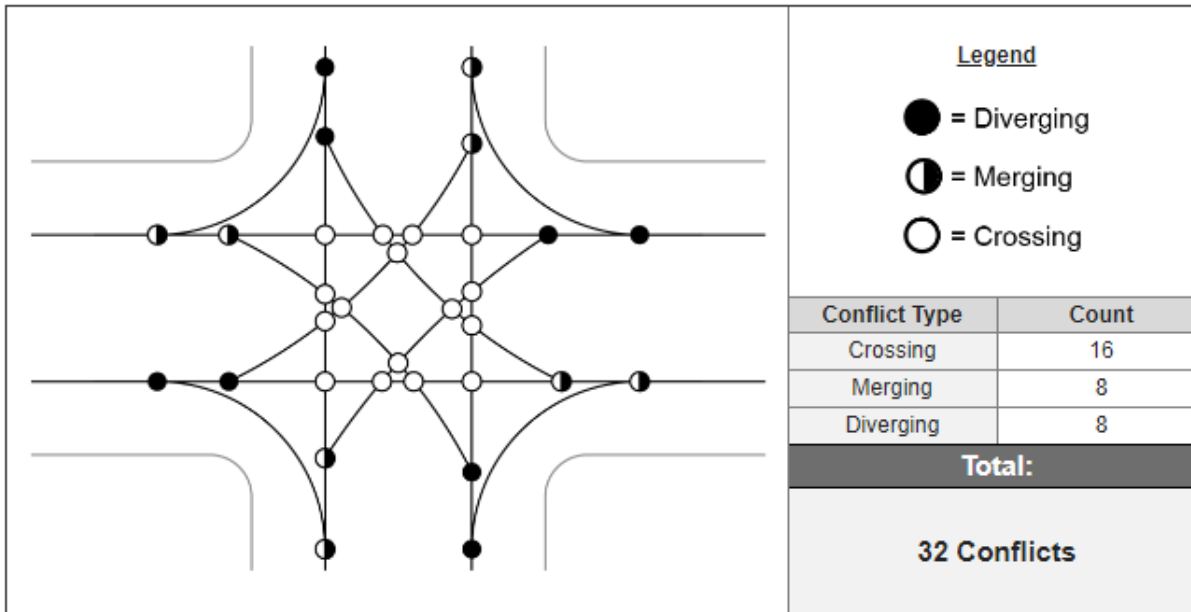 Legend
= Diverging
= Merging
= Crossing
Conflict Type Count
Crossing 16
Merging 8
Diverging 8
Total:
32 Conflicts